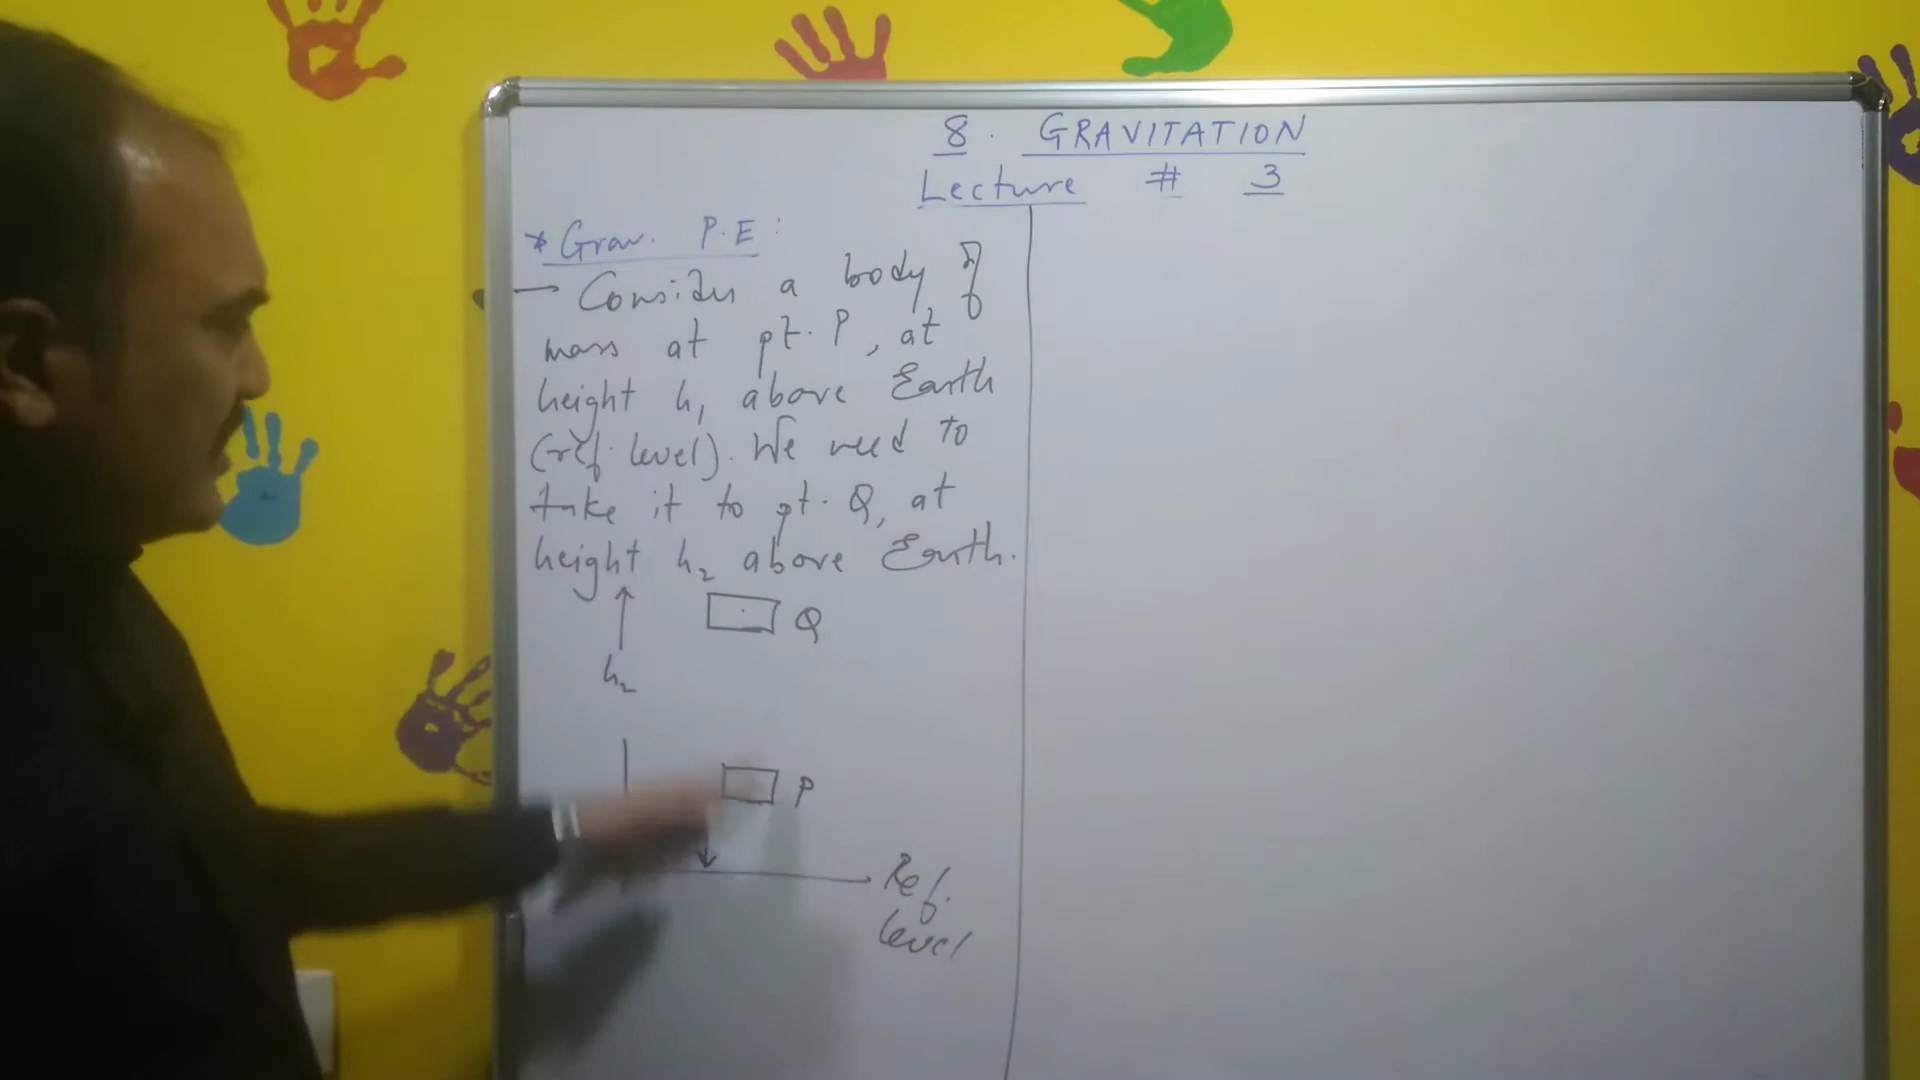 8. GRAVITATION
Lecture # 3
* Grav. P.E:
→ Consider a body of
mass at pt. P, at
height h₁ above Earth
(ref. level). We need to
take it to pt. Q, at
height h₂ above Earth.
Q
h₂
P
Ref.
level